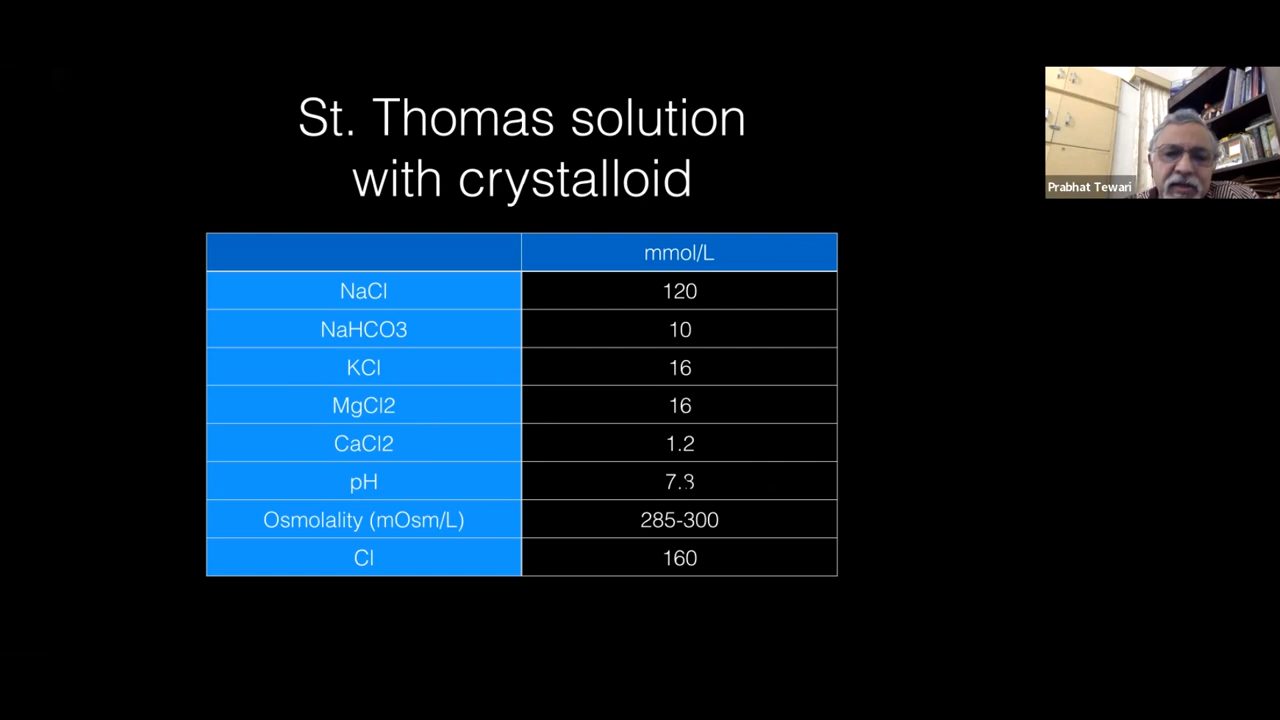 St. Thomas solution
with crystalloid
mmol/L
NaCl 120
NaHCO3 10
KCl 16
MgCl2 16
CaCl2 1.2
pH 7.3
Osmolality (mOsm/L) 285-300
Cl 160
Prabhat Tewari